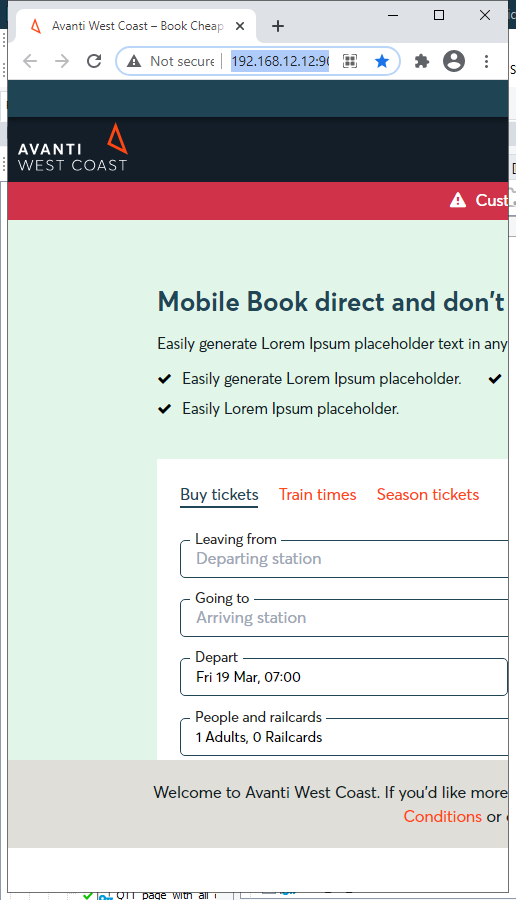 Avanti West Coast – Book Cheap
Not secure
192.168.12.12:90
AVANTI
WEST COAST
Cust
Mobile Book direct and don't
Easily generate Lorem Ipsum placeholder text in any
Easily generate Lorem Ipsum placeholder.
Easily Lorem Ipsum placeholder.
Buy tickets Train times Season tickets
Leaving from
Departing station
Going to
Arriving station
Depart
Fri 19 Mar, 07:00
People and railcards
1 Adults, 0 Railcards
Welcome to Avanti West Coast. If you'd like more
Conditions or
QTT page with all